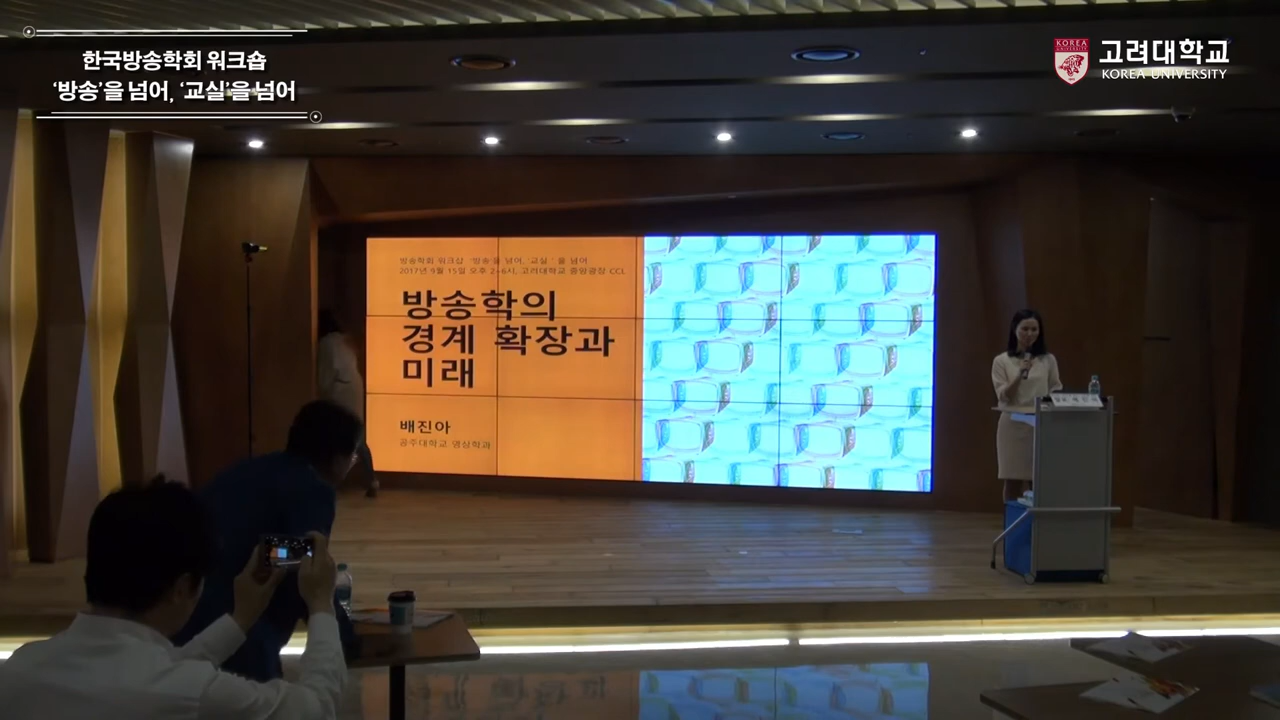 한국방송학회 워크숍
‘방송’을 넘어, ‘교실’을 넘어
KOREA
UNIVERSITY
고려대학교
KOREA UNIVERSITY
방송학회 워크샵 '방송'을 넘어, '교실'을 넘어
2017년 9월 15일 오후 2-6시, 고려대학교 중앙광장 CCL
방송학의
경계 확장과
미래
배진아
공주대학교 영상학과